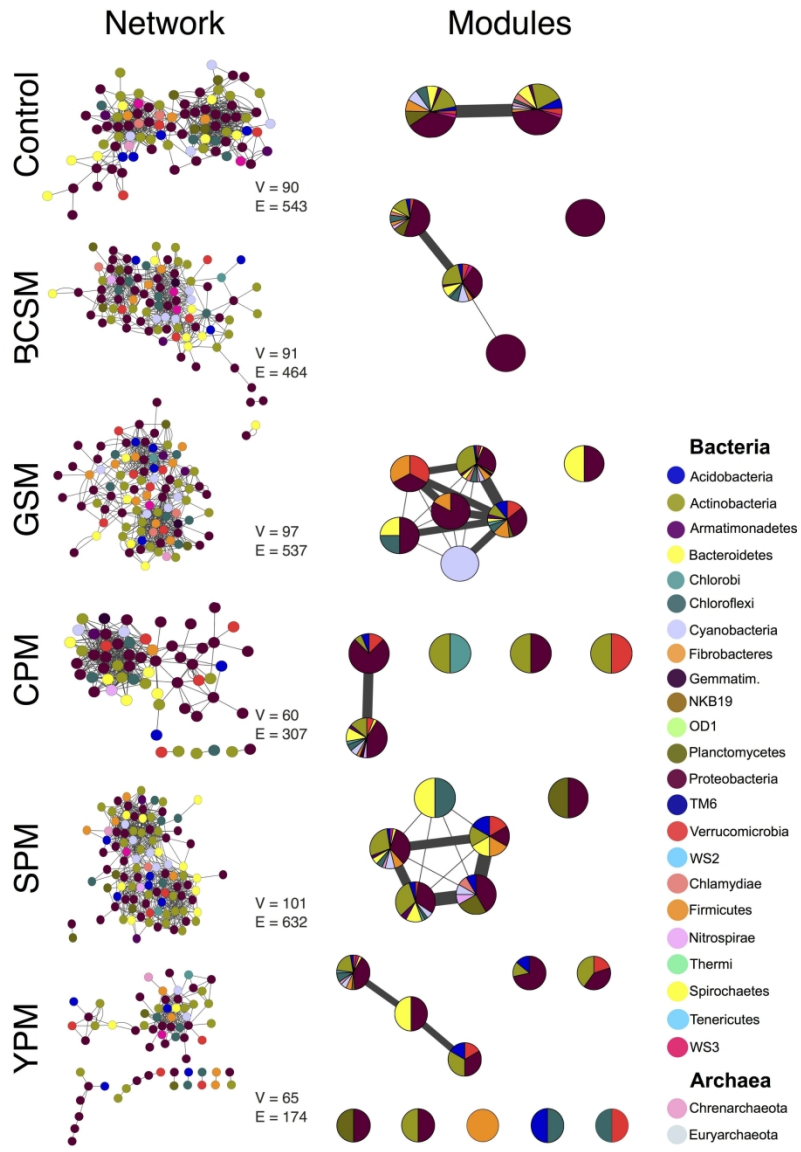 Network
Modules
Control
V = 90
E = 543
BCSM
V = 91
E = 464
GSM
V = 97
E = 537
CPM
V = 60
E = 307
SPM
V = 101
E = 632
YPM
V = 65
E = 174
Bacteria
Acidobacteria
Actinobacteria
Armatimonadetes
Bacteroidetes
Chlorobi
Chloroflexi
Cyanobacteria
Fibrobacteres
Gemmatim.
NKB19
OD1
Planctomycetes
Proteobacteria
TM6
Verrucomicrobia
WS2
Chlamydiae
Firmicutes
Nitrospirae
Thermi
Spirochaetes
Tenericutes
WS3
Archaea
Chrenarchaeota
Euryarchaeota